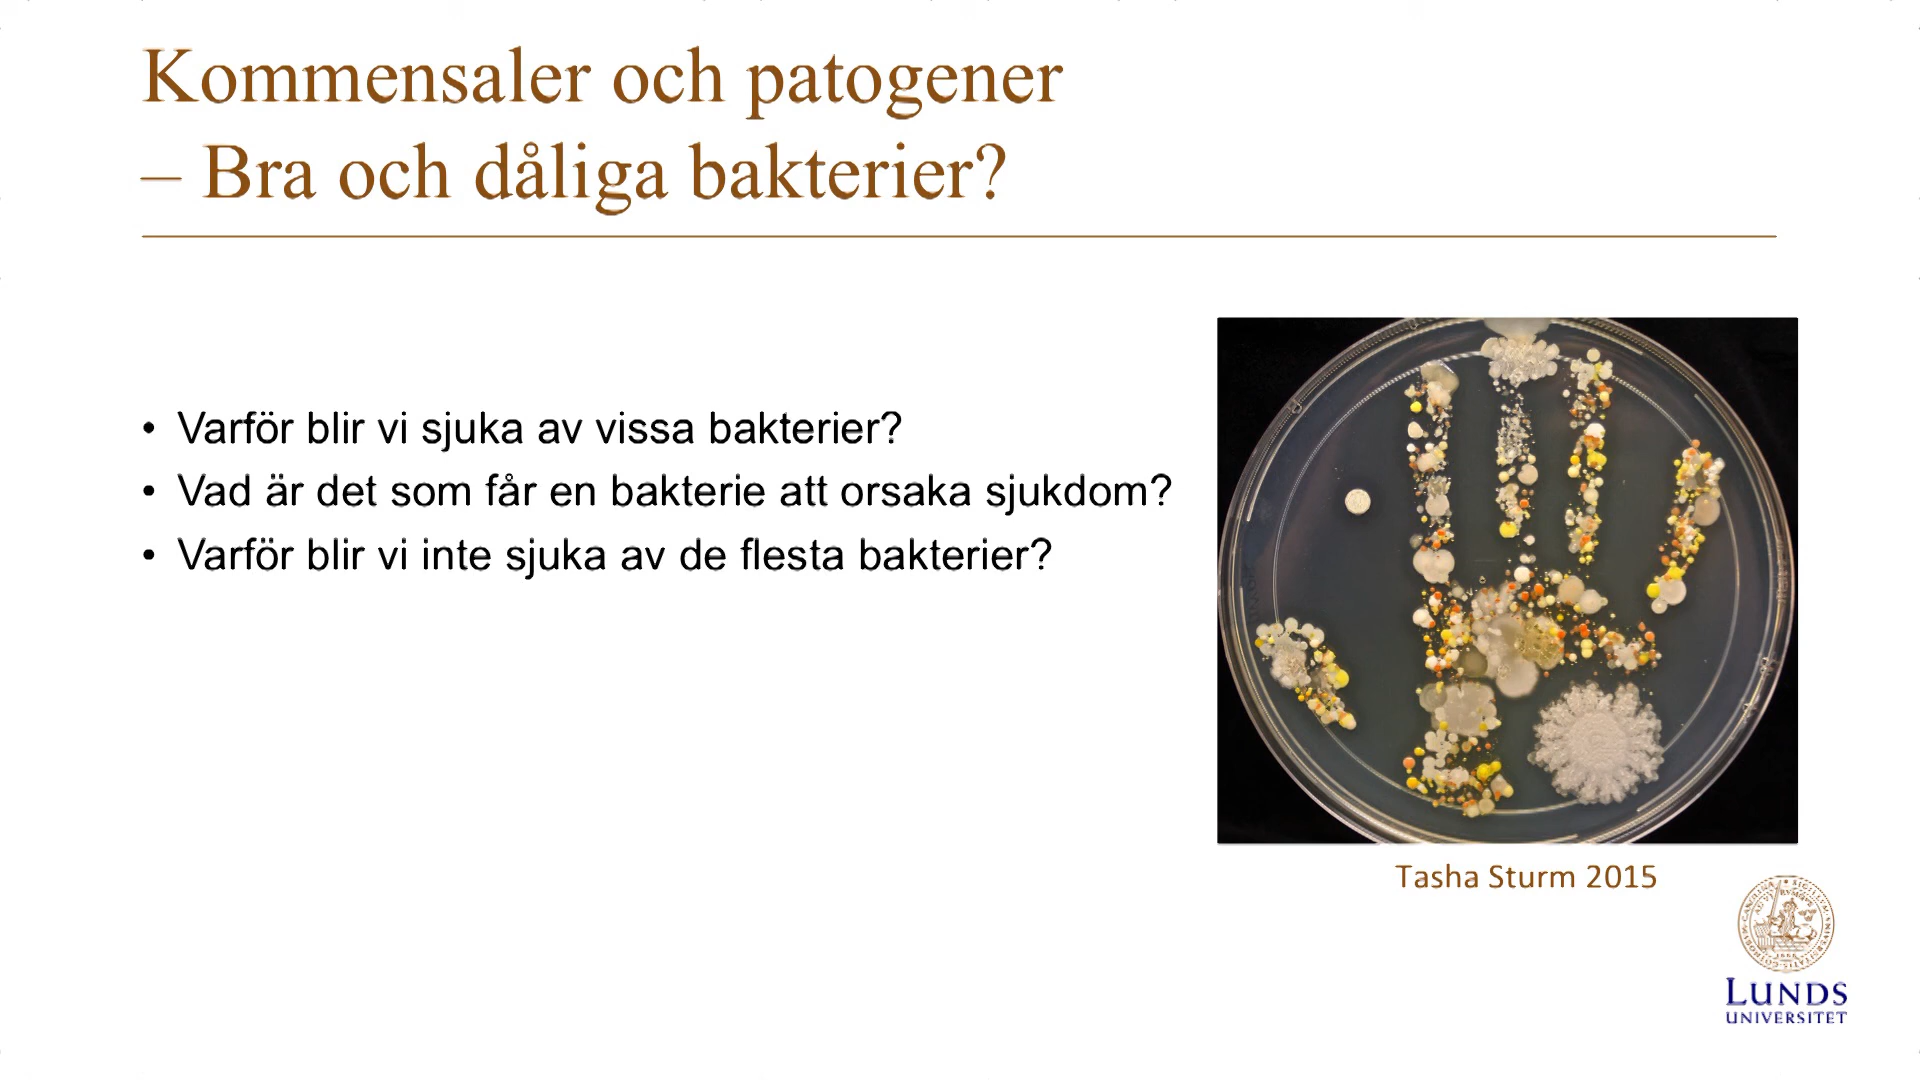 Kommensaler och patogener
– Bra och dåliga bakterier?
• Varför blir vi sjuka av vissa bakterier?
• Vad är det som får en bakterie att orsaka sjukdom?
• Varför blir vi inte sjuka av de flesta bakterier?
Tasha Sturm 2015
LUNDS
UNIVERSITET